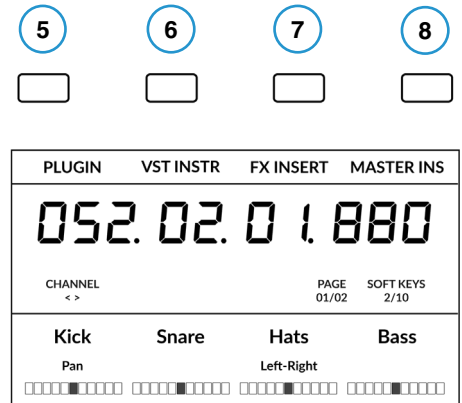 5 6 7 8
PLUGIN VST INSTR FX INSERT MASTER INS
052. 02. 01. 880
CHANNEL PAGE SOFT KEYS
< > 01/02 2/10
Kick Snare Hats Bass
Pan Left-Right